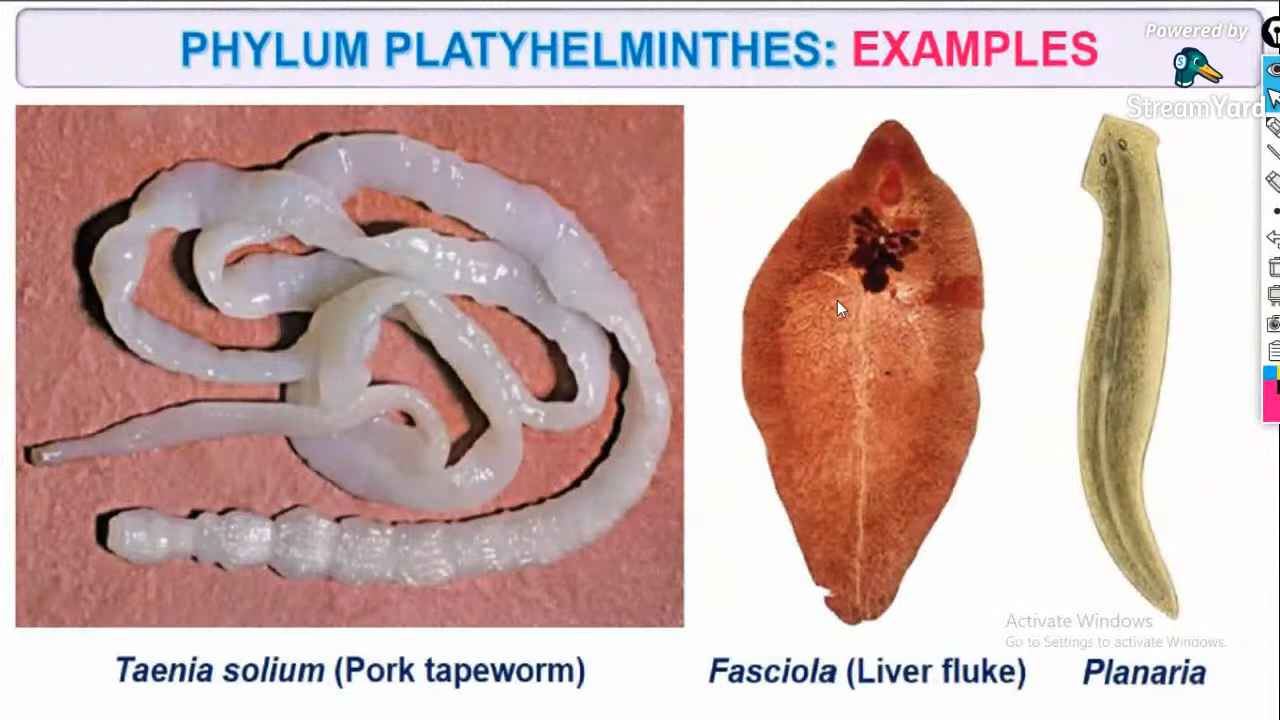 PHYLUM PLATYHELMINTHES: EXAMPLES
Powered by
StreamYard
Activate Windows
Go to Settings to activate Windows.
Taenia solium (Pork tapeworm)
Fasciola (Liver fluke)
Planaria